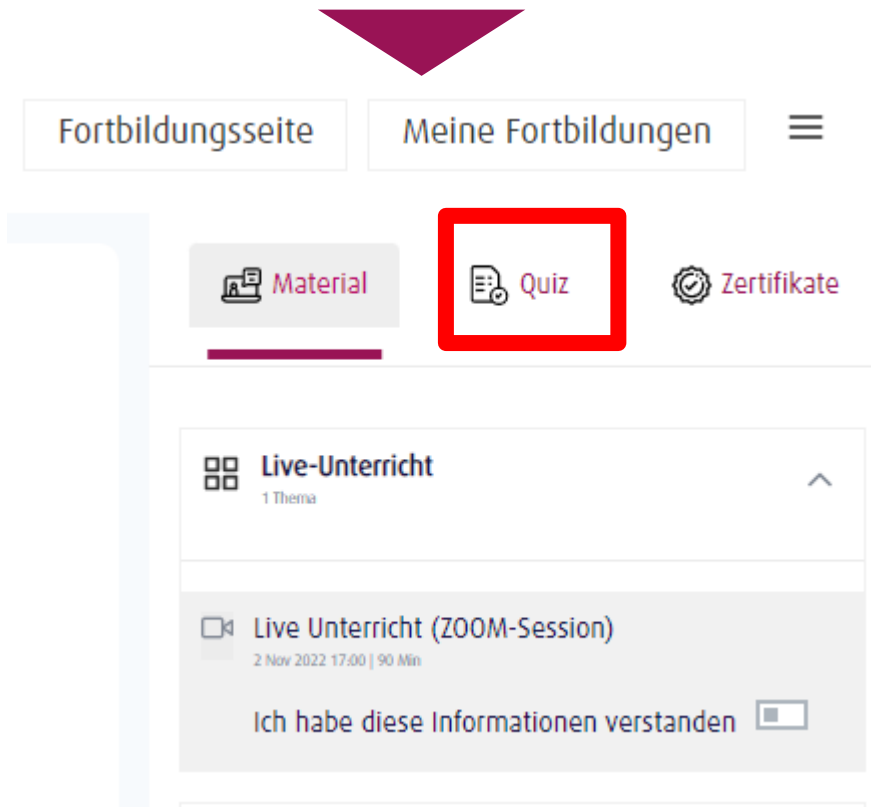 Fortbildungsseite
Meine Fortbildungen
Material
Quiz
Zertifikate
Live-Unterricht
1 Thema
Live Unterricht (ZOOM-Session)
2 Nov 2022 17:00 | 90 Min
Ich habe diese Informationen verstanden